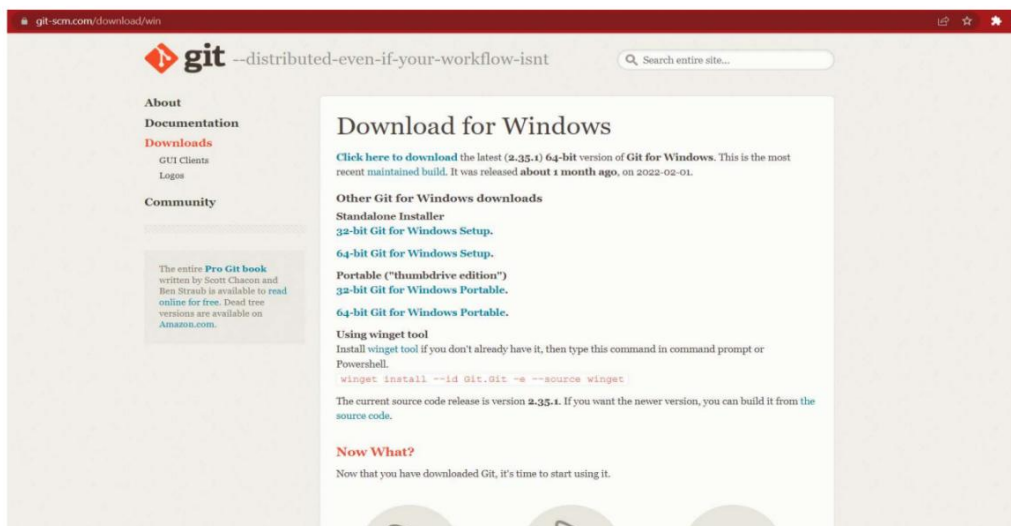 git-scm.com/download/win
git --distributed-even-if-your-workflow-isnt
Search entire site...
About
Documentation
Downloads
GUI Clients
Logos
Community
The entire Pro Git book
written by Scott Chacon and
Ben Straub is available to read
online for free. Dead tree
versions are available on
Amazon.com.
Download for Windows
Click here to download the latest (2.35.1) 64-bit version of Git for Windows. This is the most
recent maintained build. It was released about 1 month ago, on 2022-02-01.
Other Git for Windows downloads
Standalone Installer
32-bit Git for Windows Setup.
64-bit Git for Windows Setup.
Portable ("thumbdrive edition")
32-bit Git for Windows Portable.
64-bit Git for Windows Portable.
Using winget tool
Install winget tool if you don't already have it, then type this command in command prompt or
Powershell.
winget install --id Git.Git -e --source winget
The current source code release is version 2.35.1. If you want the newer version, you can build it from the
source code.
Now What?
Now that you have downloaded Git, it's time to start using it.